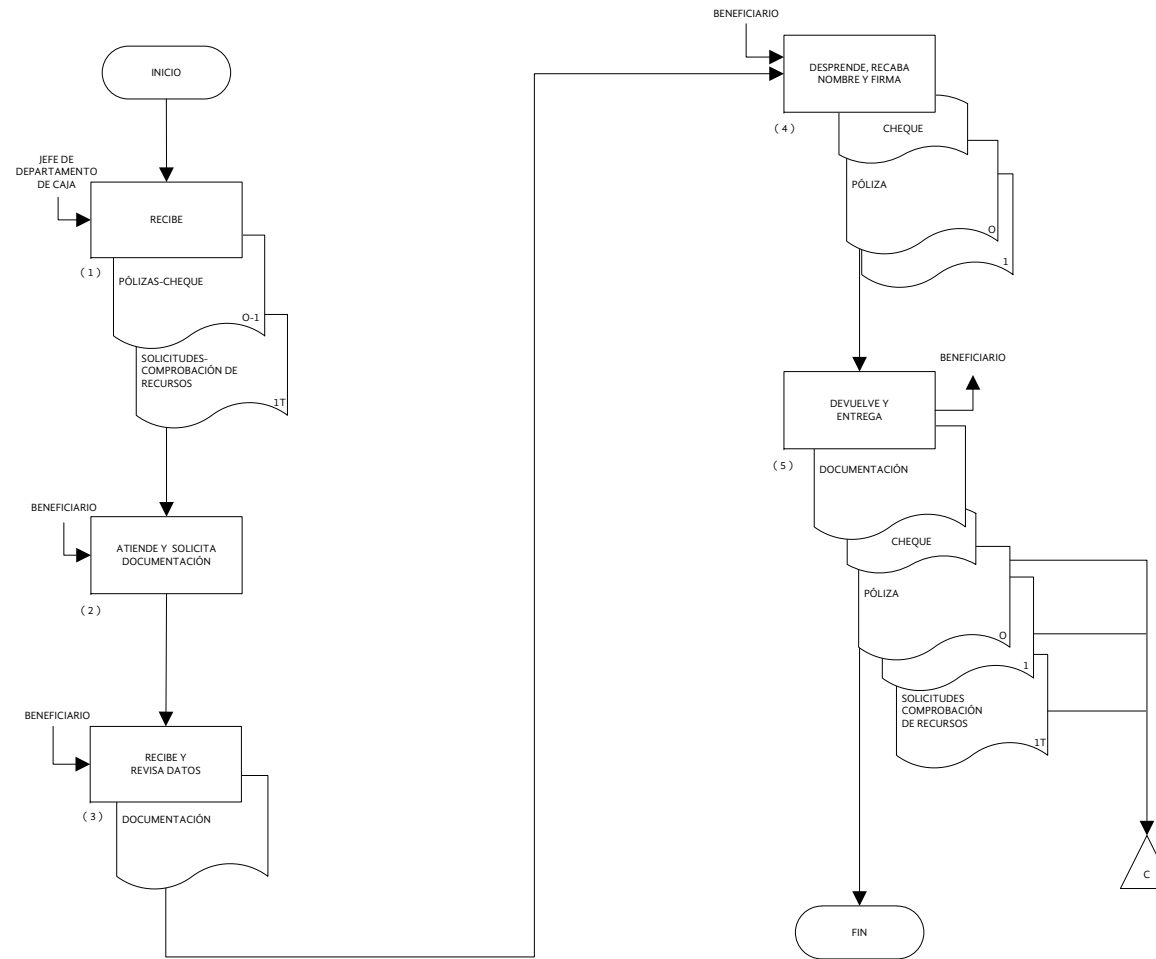 INICIO
JEFE DE
DEPARTAMENTO
DE CAJA
RECIBE
( 1 )
PÓLIZAS-CHEQUE
O-1
SOLICITUDES-
COMPROBACIÓN DE
RECURSOS
1T
BENEFICIARIO
ATIENDE Y SOLICITA
DOCUMENTACIÓN
( 2 )
BENEFICIARIO
RECIBE Y
REVISA DATOS
( 3 )
DOCUMENTACIÓN
BENEFICIARIO
DESPRENDE, RECABA
NOMBRE Y FIRMA
( 4 )
CHEQUE
PÓLIZA
O
1
BENEFICIARIO
DEVUELVE Y
ENTREGA
( 5 )
DOCUMENTACIÓN
CHEQUE
PÓLIZA
O
1
SOLICITUDES
COMPROBACIÓN
DE RECURSOS
1T
C
FIN